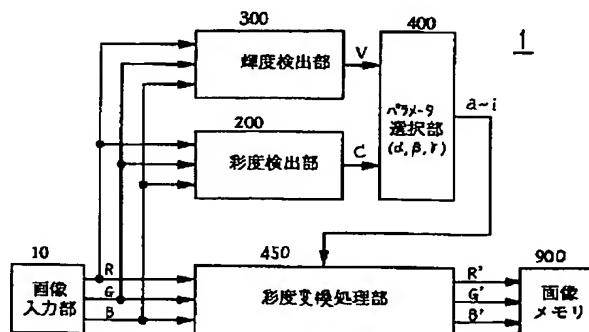 300
輝度検出部
V
400
1
パラメータ
選択部
(α, β, γ)
a~i
200
彩度検出部
C
10
画像
入力部
R
G
B
450
彩度変換処理部
R'
G'
B'
900
画像
メモリ